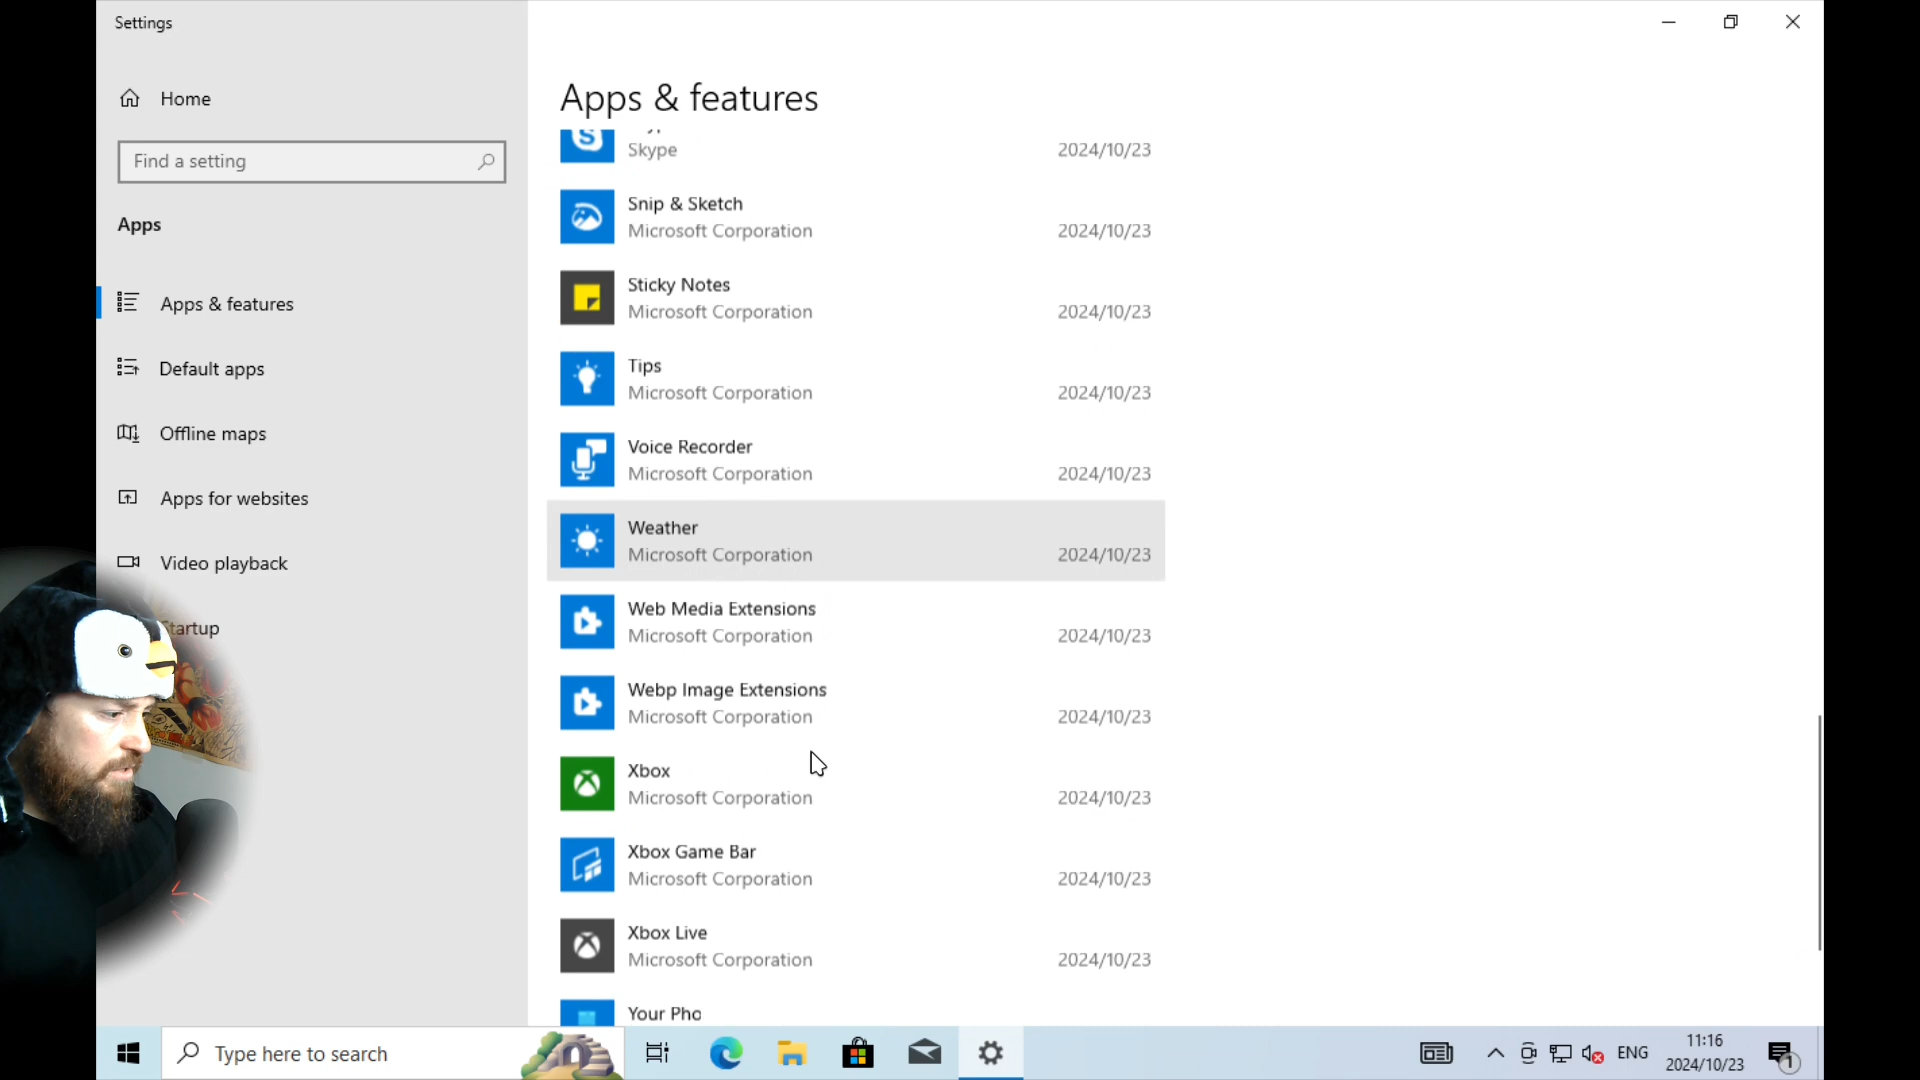 Settings
Home
Find a setting
Apps
Apps & features
Default apps
Offline maps
Apps for websites
Video playback
Apps & features
Skype
2024/10/23
Snip & Sketch
Microsoft Corporation
2024/10/23
Sticky Notes
Microsoft Corporation
2024/10/23
Tips
Microsoft Corporation
2024/10/23
Voice Recorder
Microsoft Corporation
2024/10/23
Weather
Microsoft Corporation
2024/10/23
Web Media Extensions
Microsoft Corporation
2024/10/23
Webp Image Extensions
Microsoft Corporation
2024/10/23
Xbox
Microsoft Corporation
2024/10/23
Xbox Game Bar
Microsoft Corporation
2024/10/23
Xbox Live
Microsoft Corporation
2024/10/23
Your
Type here to search
ENG
11:16
2024/10/23
1